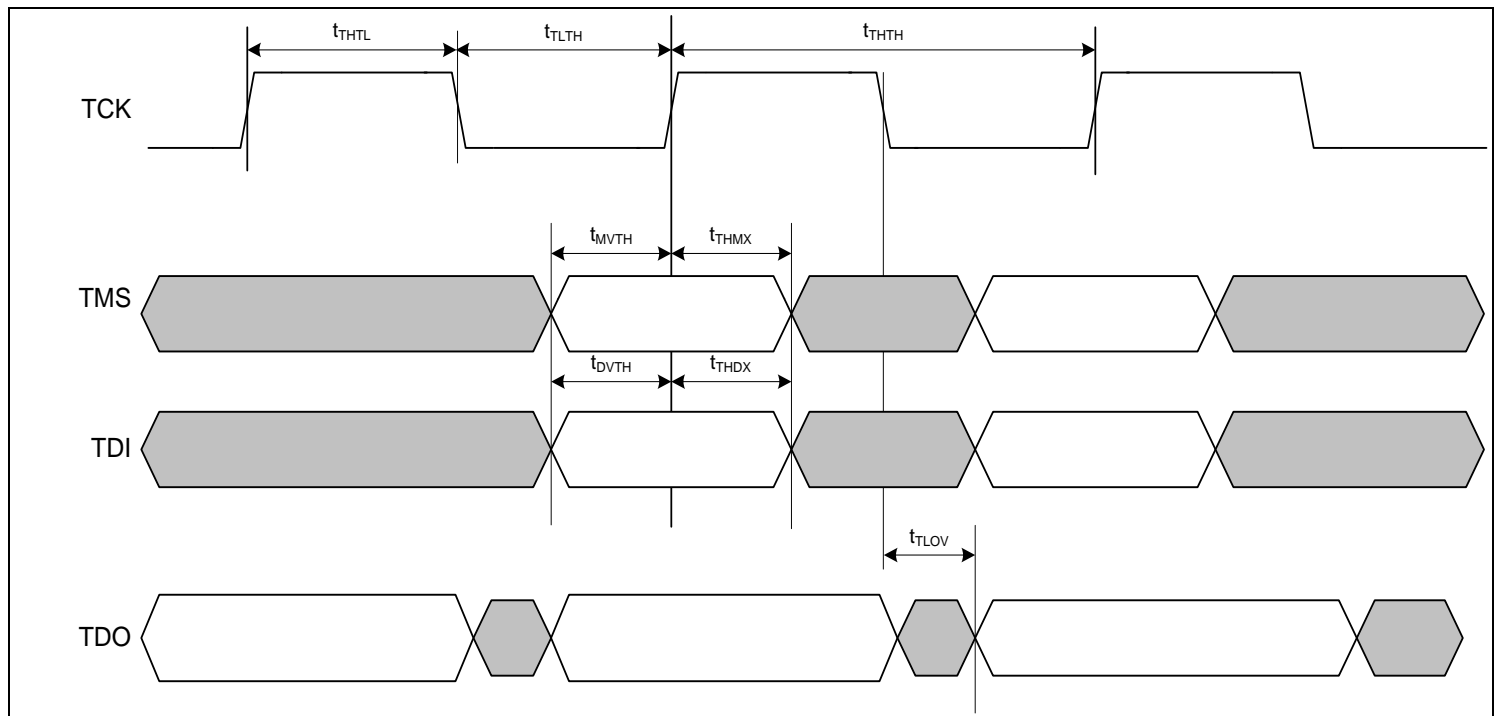 tTHTL tTLTH tTHTH
TCK
tMVTH tTHMX
TMS
tDVTH tTHDX
TDI
tTLOV
TDO